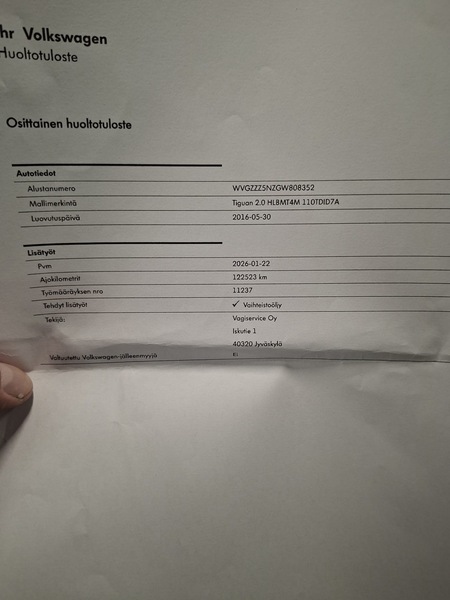 hr Volkswagen
Huoltotuloste
Osittainen huoltotuloste
Autotiedot
Alustanumero WVGZZZ5NZGW808352
Mallimerkintä Tiguan 2.0 HLBMT4M 110TDID7A
Luovutuspäivä 2016-05-30
Lisätyöt
Pvm 2026-01-22
Ajokilometrit 122523 km
Työmääräyksen nro 11237
Tehdyt lisätyöt ✓ Vaihteistoöljy
Tekijä: Vagiservice Oy
Iskutie 1
40320 Jyväskylä
Valtuutettu Volkswagen-jälleenmyyjä Ei